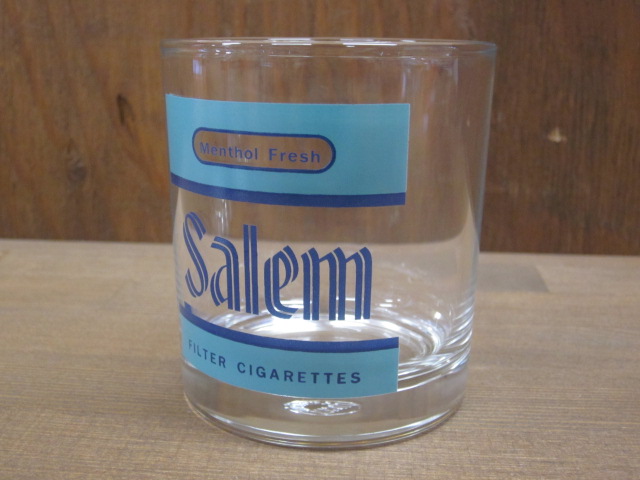 Menthol Fresh
Salem
FILTER CIGARETTES